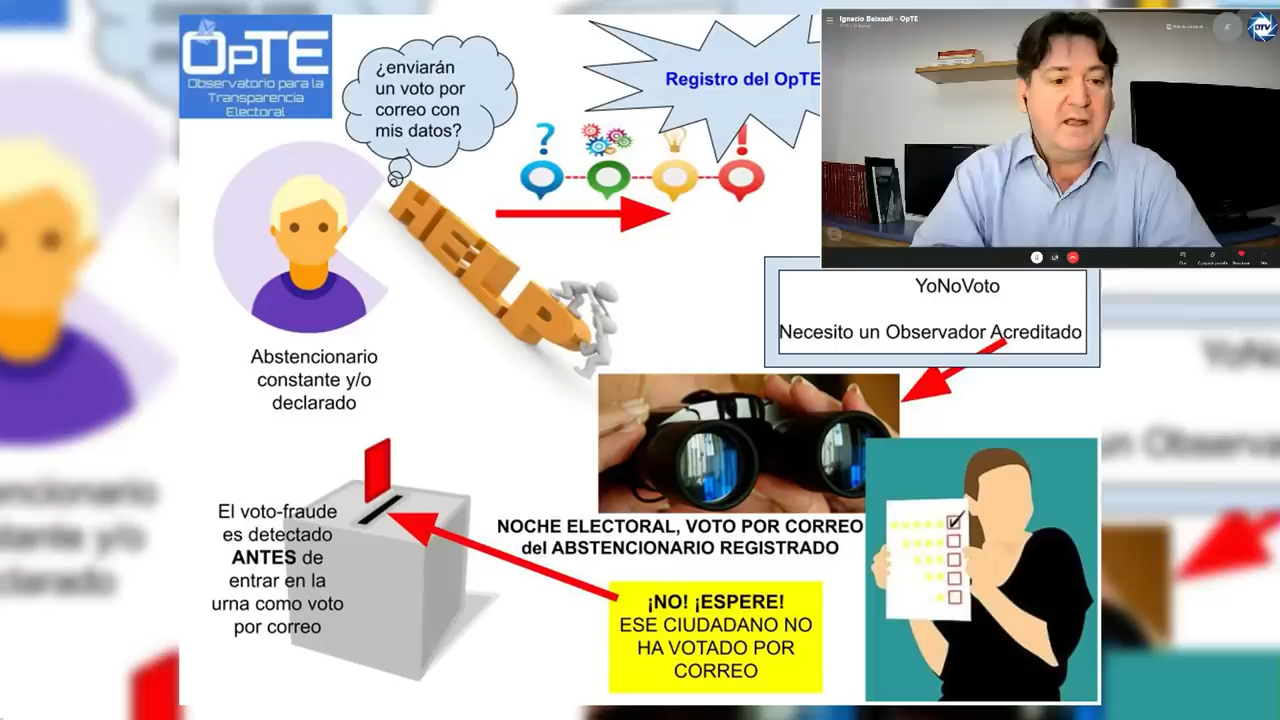 OpTE
Observatorio para la
Transparencia
Electoral
¿enviarán
un voto por
correo con
mis datos?
Registro del OpTE
Ignacio Baixauli - OpTE
DTV
HELP
YoNoVoto
Necesito un Observador Acreditado
Abstencionario
constante y/o
declarado
El voto-fraude
es detectado
ANTES de
entrar en la
urna como voto
por correo
NOCHE ELECTORAL, VOTO POR CORREO
del ABSTENCIONARIO REGISTRADO
¡NO! ¡ESPERE!
ESE CIUDADANO NO
HA VOTADO POR
CORREO